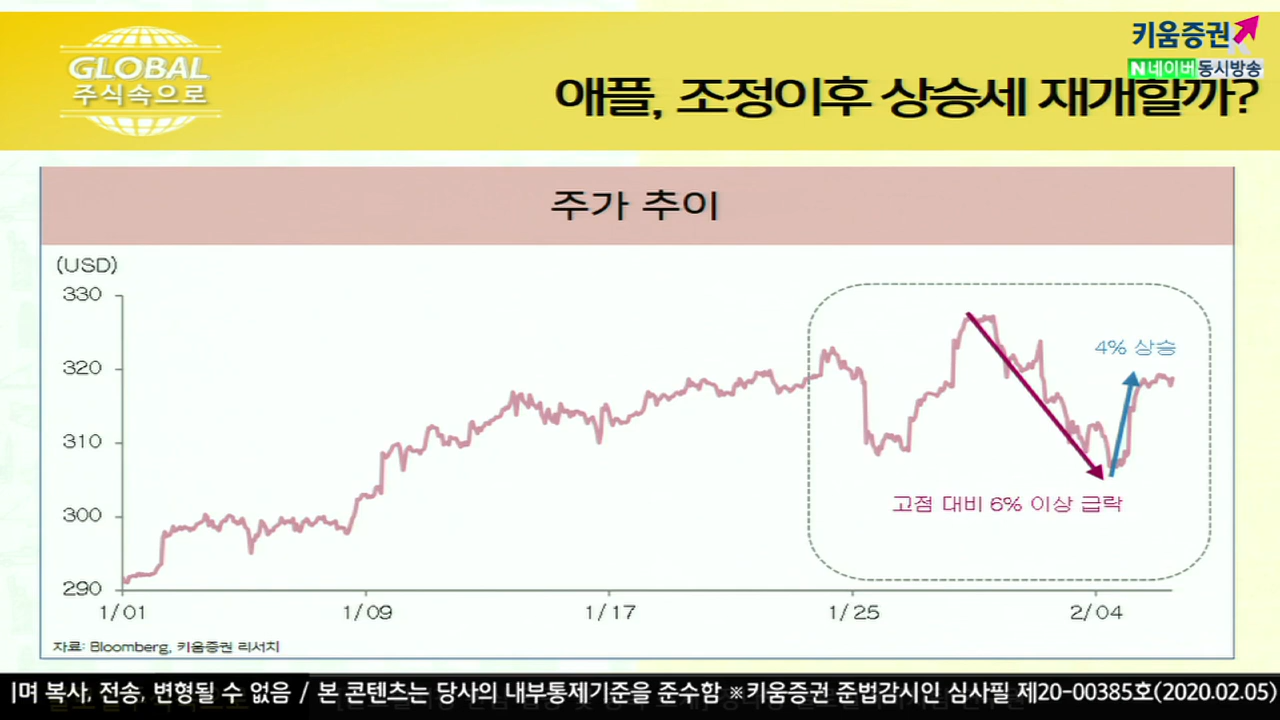 GLOBAL
주식속으로
키움증권
N네이버 동시방송
애플, 조정이후 상승세 재개할까?
주가 추이
(USD)
330
320
310
300
290
4% 상승
고점 대비 6% 이상 급락
1/01
1/09
1/17
1/25
2/04
자료: Bloomberg, 키움증권 리서치
며 복사, 전송, 변형될 수 없음 / 본 콘텐츠는 당사의 내부통제기준을 준수함 ※키움증권 준법감시인 심사필 제20-00385호(2020.02.05)